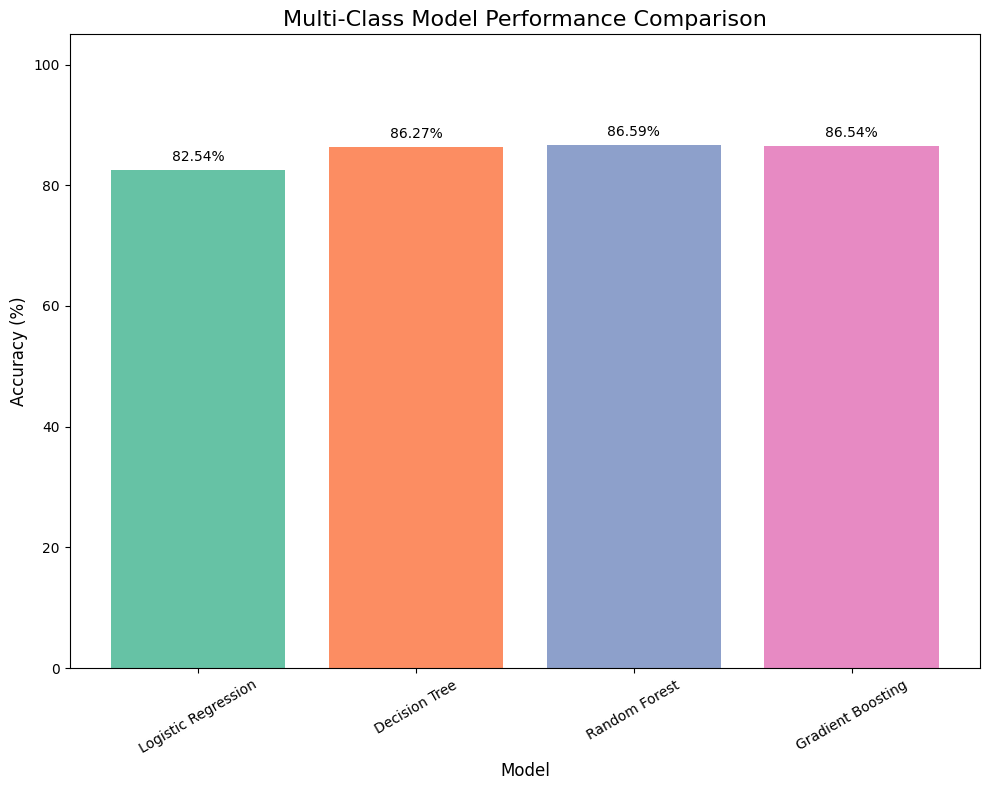 Multi-Class Model Performance Comparison
Accuracy (%)
100
80
60
40
20
0
82.54%
86.27%
86.59%
86.54%
Logistic Regression
Decision Tree
Random Forest
Gradient Boosting
Model